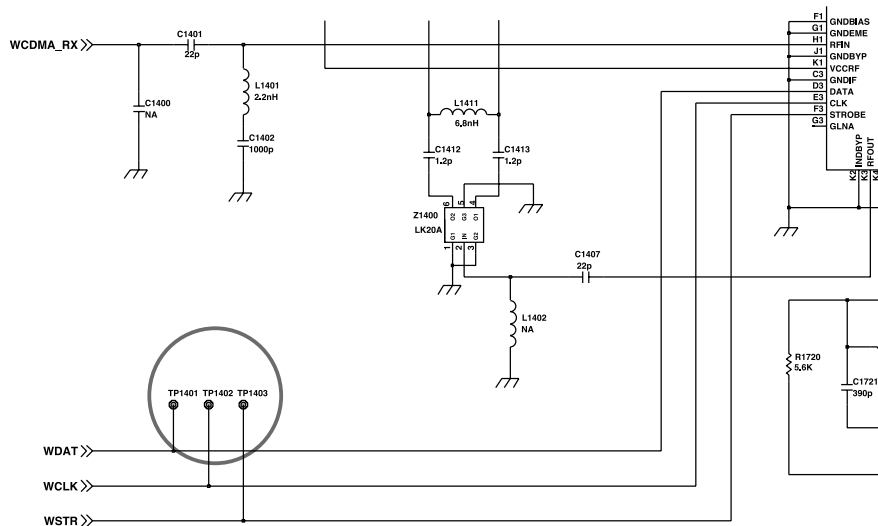 WCDMA_RX
C1401
22p
C1400
NA
L1401
2.2nH
C1402
1000p
L1411
6.8nH
C1412
1.2p
C1413
1.2p
Z1400
LK20A
6 5 4
O2 G3 O1
G1 IN G2
1 2 3
C1407
22p
L1402
NA
F1 GNDBIAS
G1 GNDEME
H1 RFIN
J1 GNDBYP
K1 VCCRF
C3 GNDIF
D3 DATA
E3 CLK
F3 STROBE
G3 GLNA
INDBYP
RFOUT
K2 K3 K4
R1720
5.6K
C1721
390p
TP1401 TP1402 TP1403
WDAT
WCLK
WSTR